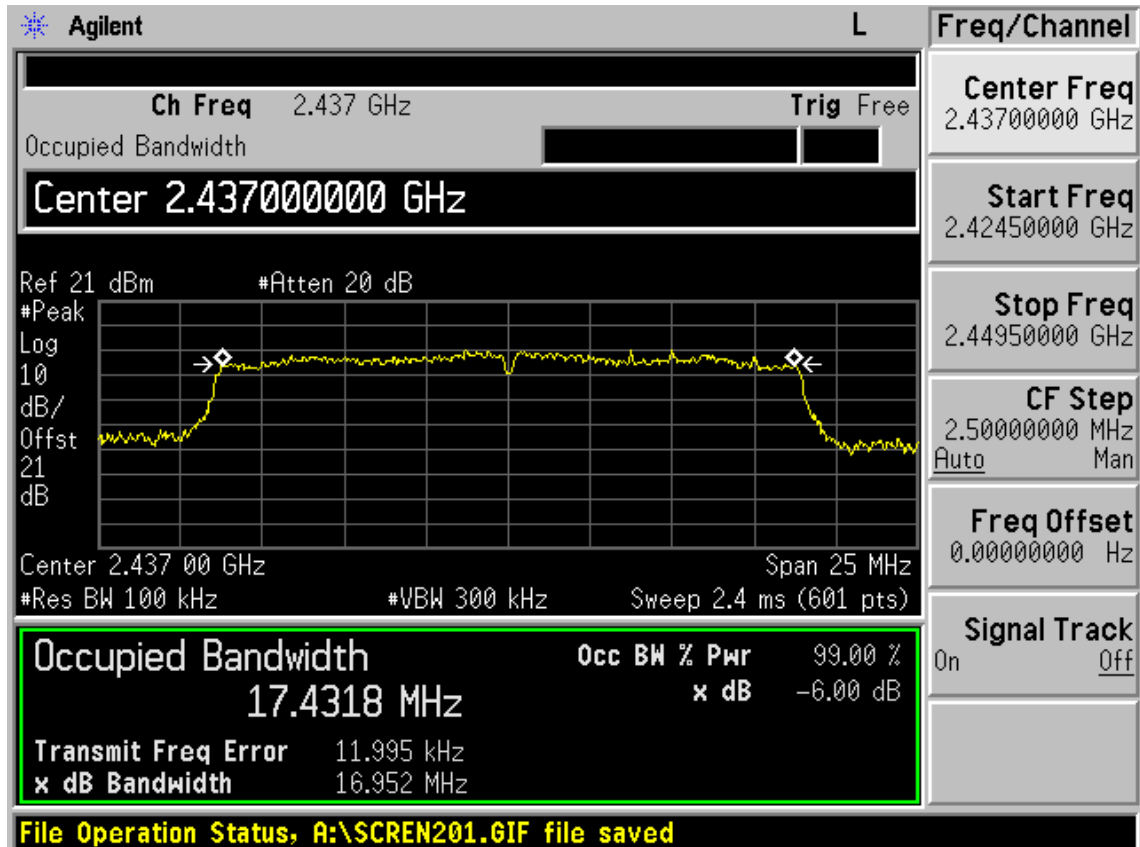 Agilent L
Freq/Channel
Ch Freq 2.437 GHz Trig Free
Occupied Bandwidth
Center 2.437000000 GHz
Ref 21 dBm #Atten 20 dB
#Peak
Log
10
dB/
Offst
21
dB
Center 2.437 00 GHz Span 25 MHz
#Res BW 100 kHz #VBW 300 kHz Sweep 2.4 ms (601 pts)
Occupied Bandwidth
17.4318 MHz
Occ BW % Pwr 99.00 %
x dB -6.00 dB
Transmit Freq Error 11.995 kHz
x dB Bandwidth 16.952 MHz
Center Freq
2.43700000 GHz
Start Freq
2.42450000 GHz
Stop Freq
2.44950000 GHz
CF Step
2.50000000 MHz
Auto Man
Freq Offset
0.00000000 Hz
Signal Track
On Off
File Operation Status, A:\SCREN201.GIF file saved